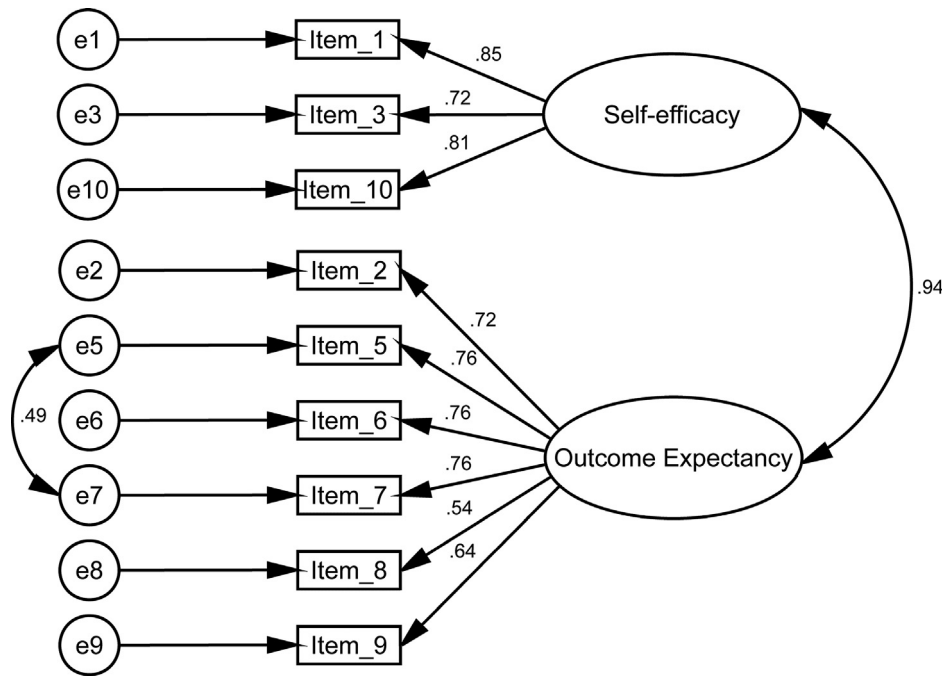 e1
Item_1
.85
e3
Item_3
.72
Self-efficacy
.81
e10
Item_10
e2
Item_2
.94
.72
e5
Item_5
.76
.49
e6
Item_6
.76
Outcome Expectancy
.76
e7
Item_7
.54
e8
Item_8
.64
e9
Item_9